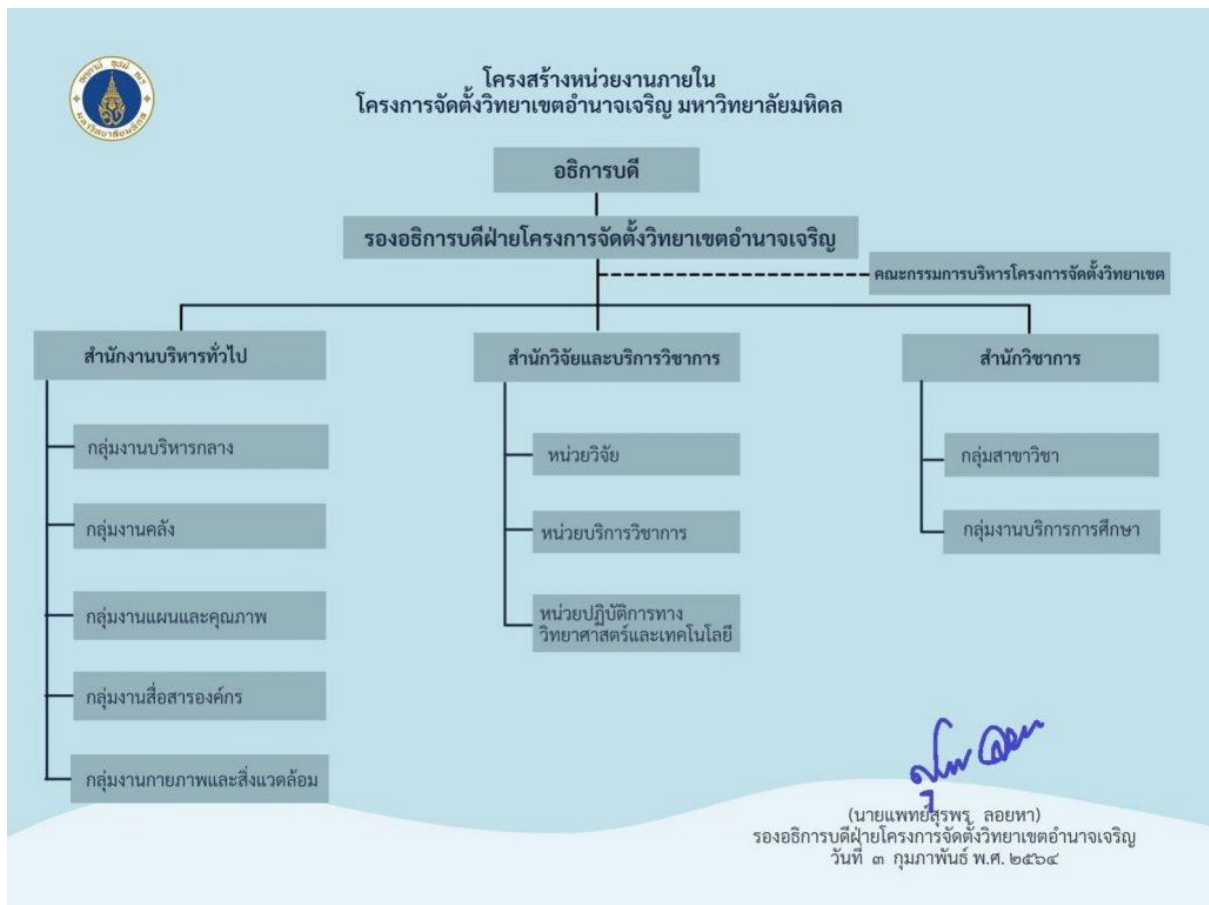 โครงสร้างหน่วยงานภายใน
โครงการจัดตั้งวิทยาเขตอำนาจเจริญ มหาวิทยาลัยมหิดล
อธิการบดี
รองอธิการบดีฝ่ายโครงการจัดตั้งวิทยาเขตอำนาจเจริญ
คณะกรรมการบริหารโครงการจัดตั้งวิทยาเขต
สำนักงานบริหารทั่วไป
กลุ่มงานบริหารกลาง
กลุ่มงานคลัง
กลุ่มงานแผนและคุณภาพ
กลุ่มงานสื่อสารองค์กร
กลุ่มงานกายภาพและสิ่งแวดล้อม
สำนักวิจัยและบริการวิชาการ
หน่วยวิจัย
หน่วยบริการวิชาการ
หน่วยปฏิบัติการทาง
วิทยาศาสตร์และเทคโนโลยี
สำนักวิชาการ
กลุ่มสาขาวิชา
กลุ่มงานบริการการศึกษา
(นายแพทย์สุรพร ลอยหา)
รองอธิการบดีฝ่ายโครงการจัดตั้งวิทยาเขตอำนาจเจริญ
วันที่ ๓ กุมภาพันธ์ พ.ศ. ๒๕๖๔